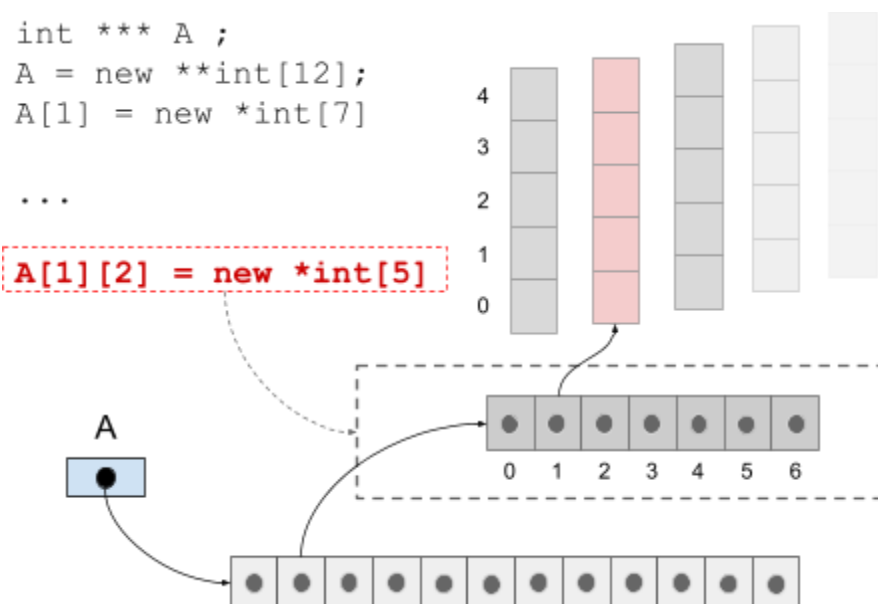 int *** A ;
A = new **int[12];
A[1] = new *int[7]
...
A[1][2] = new *int[5]
4
3
2
1
0
A
0 1 2 3 4 5 6